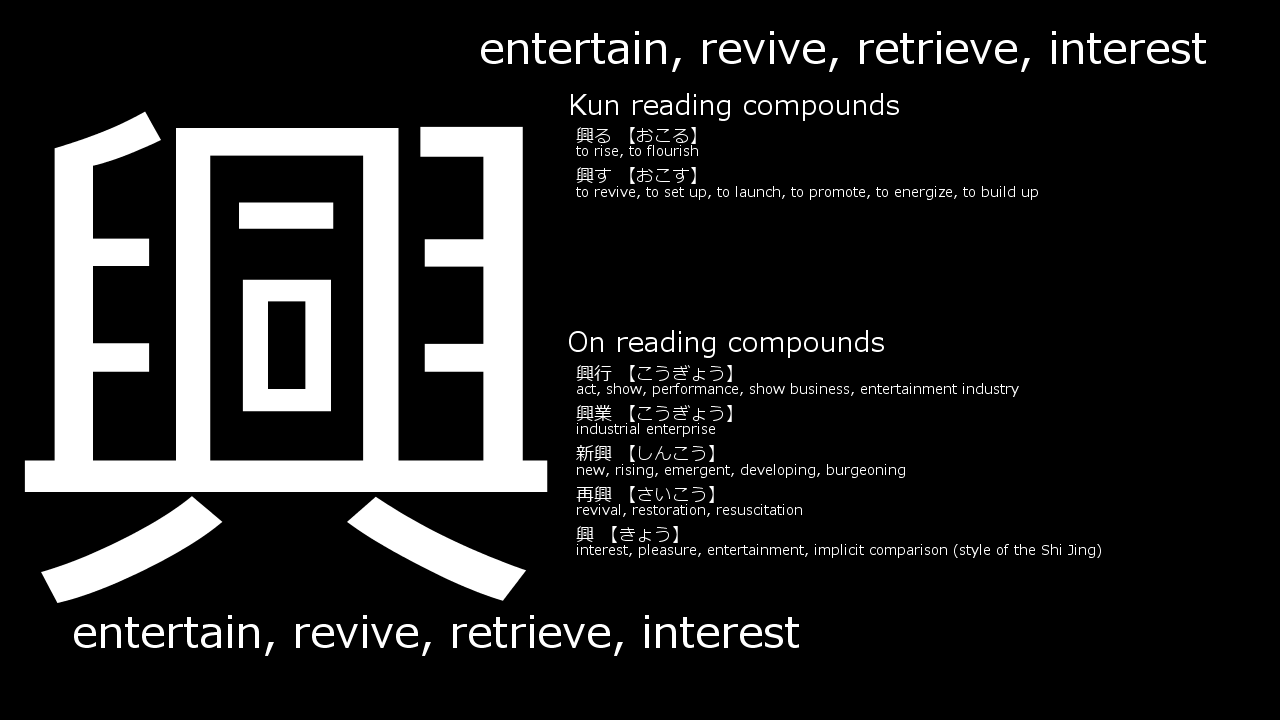 entertain, revive, retrieve, interest
興
Kun reading compounds
興る 【おこる】
to rise, to flourish
興す 【おこす】
to revive, to set up, to launch, to promote, to energize, to build up
On reading compounds
興行 【こうぎょう】
act, show, performance, show business, entertainment industry
興業 【こうぎょう】
industrial enterprise
新興 【しんこう】
new, rising, emergent, developing, burgeoning
再興 【さいこう】
revival, restoration, resuscitation
興 【きょう】
interest, pleasure, entertainment, implicit comparison (style of the Shi Jing)
entertain, revive, retrieve, interest